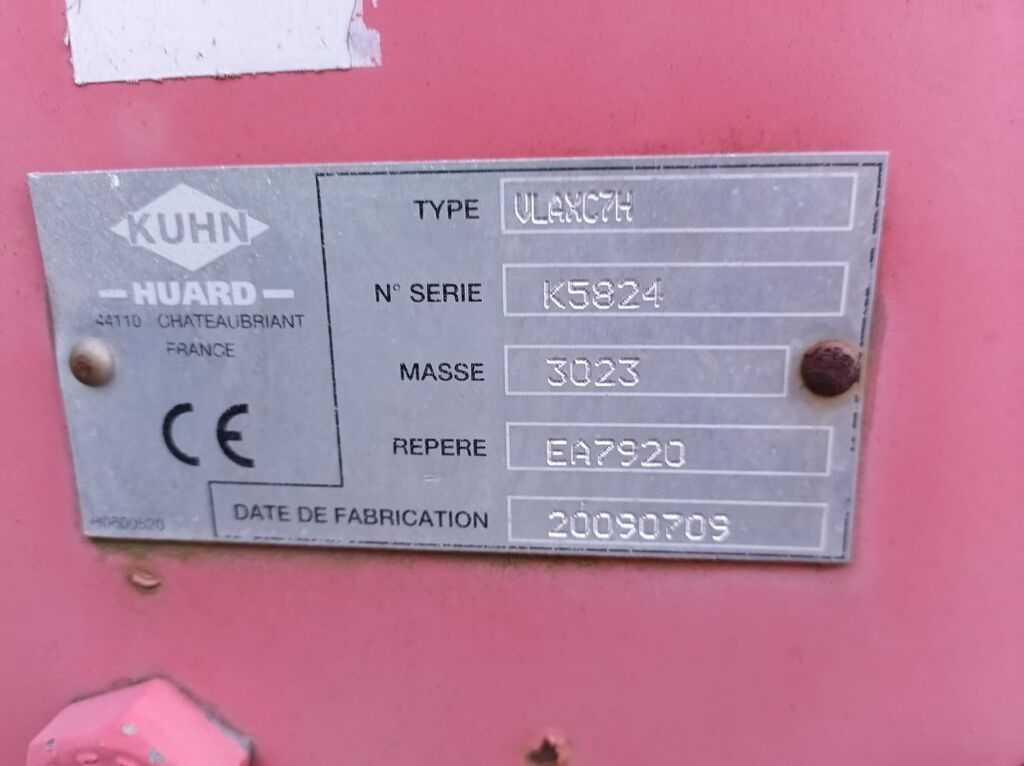 KUHN
HUARD
44110 CHATEAUBRIANT
FRANCE
CE
TYPE VLAXC7H
N° SERIE K5824
MASSE 3023
REPERE EA7920
DATE DE FABRICATION 20090709